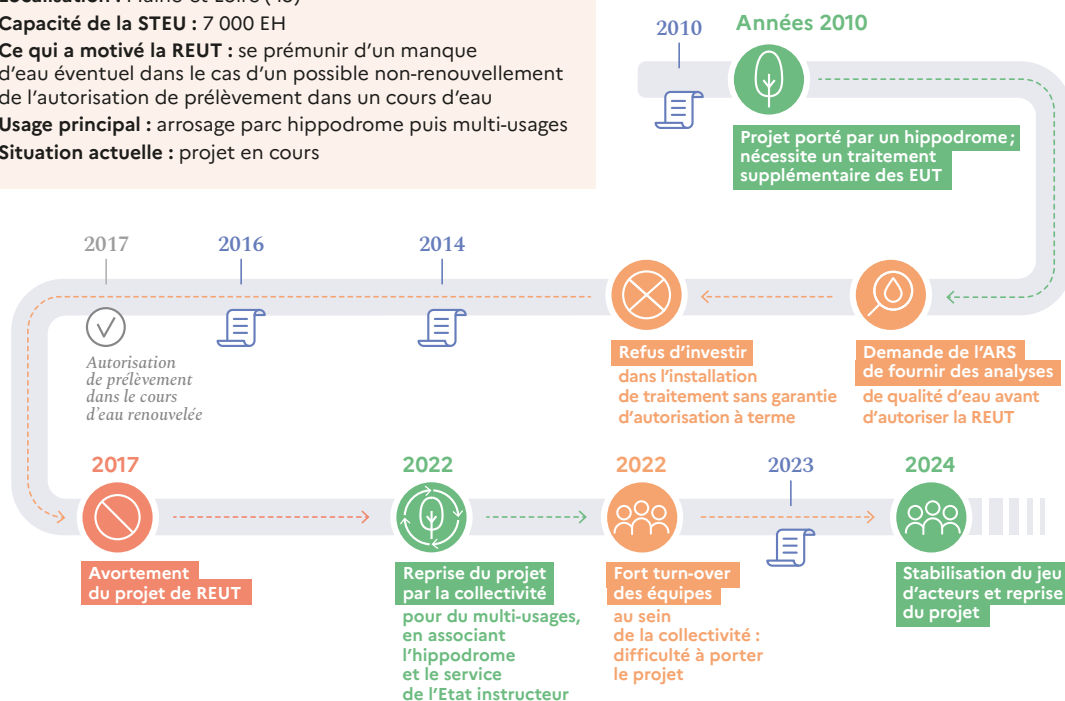 Capacité de la STEU : 7 000 EH
Ce qui a motivé la REUT : se prémunir d'un manque
d'eau éventuel dans le cas d'un possible non-renouvellement
de l'autorisation de prélèvement dans un cours d'eau
Usage principal : arrosage parc hippodrome puis multi-usages
Situation actuelle : projet en cours
2010
Années 2010
Projet porté par un hippodrome ;
nécessite un traitement
supplémentaire des EUT
Demande de l'ARS
de fournir des analyses
de qualité d'eau avant
d'autoriser la REUT
Refus d'investir
dans l'installation
de traitement sans garantie
d'autorisation à terme
2014
2016
2017
Autorisation
de prélèvement
dans le cours
d'eau renouvelée
2017
Avortement
du projet de REUT
2022
Reprise du projet
par la collectivité
pour du multi-usages,
en associant
l'hippodrome
et le service
de l'Etat instructeur
2022
Fort turn-over
des équipes
au sein
de la collectivité :
difficulté à porter
le projet
2023
2024
Stabilisation du jeu
d'acteurs et reprise
du projet